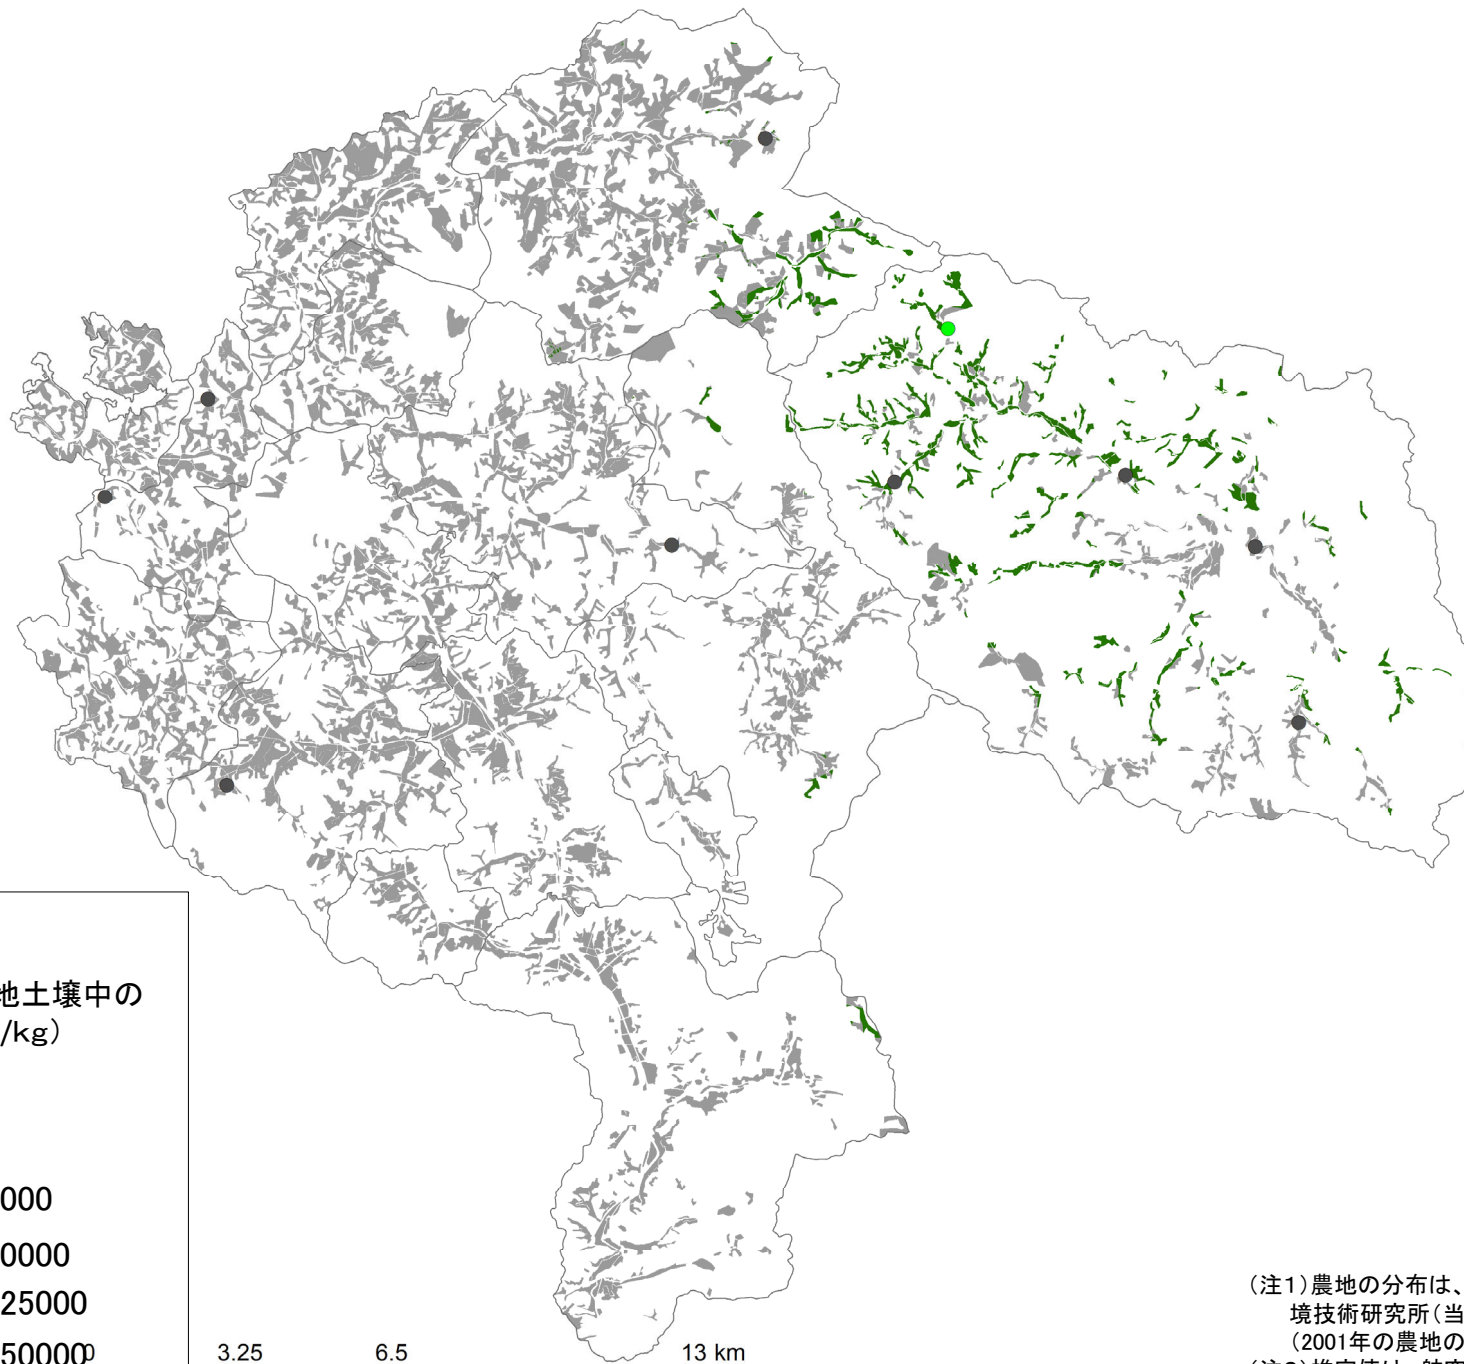 地土壌中の
/kg）
000
0000
25000
50000
0 3.25 6.5 13 km
（注１）農地の分布は、
境技術研究所（当
（2001年の農地の